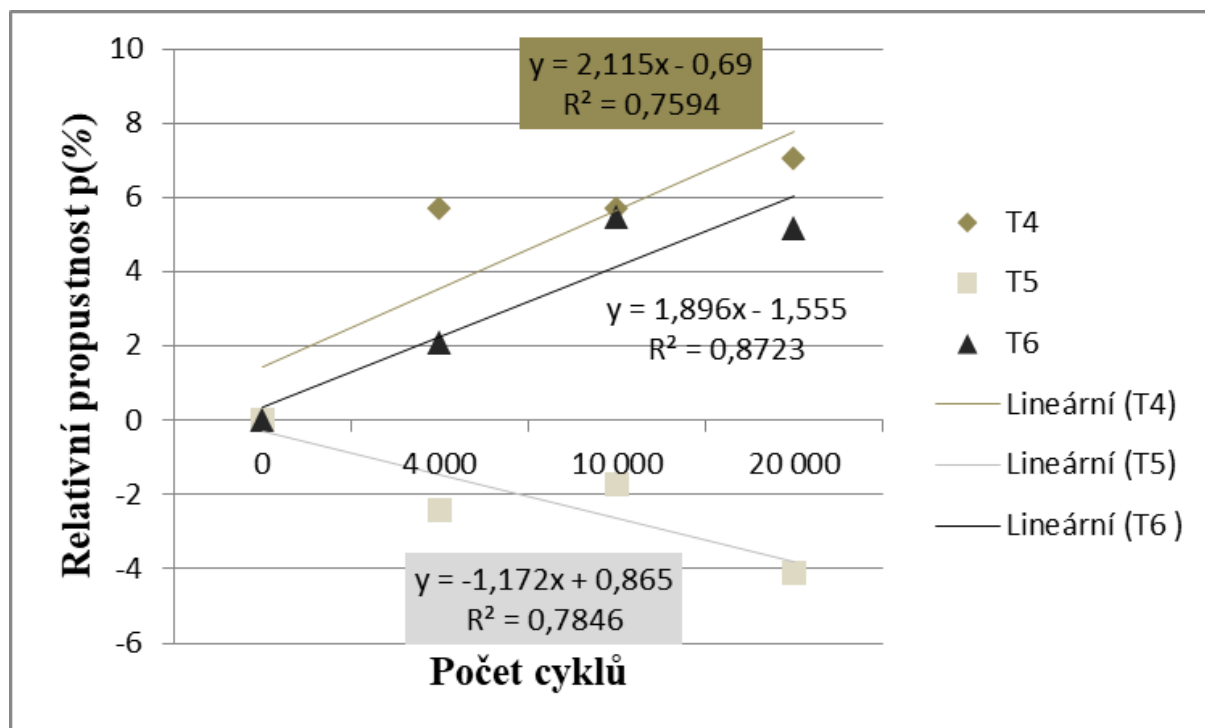 10
8
6
4
2
0
-2
-4
-6
Relativní propustnost p(%)
y = 2,115x - 0,69
R² = 0,7594
y = 1,896x - 1,555
R² = 0,8723
0 4 000 10 000 20 000
y = -1,172x + 0,865
R² = 0,7846
Počet cyklů
T4
T5
T6
Lineární (T4)
Lineární (T5)
Lineární (T6 )